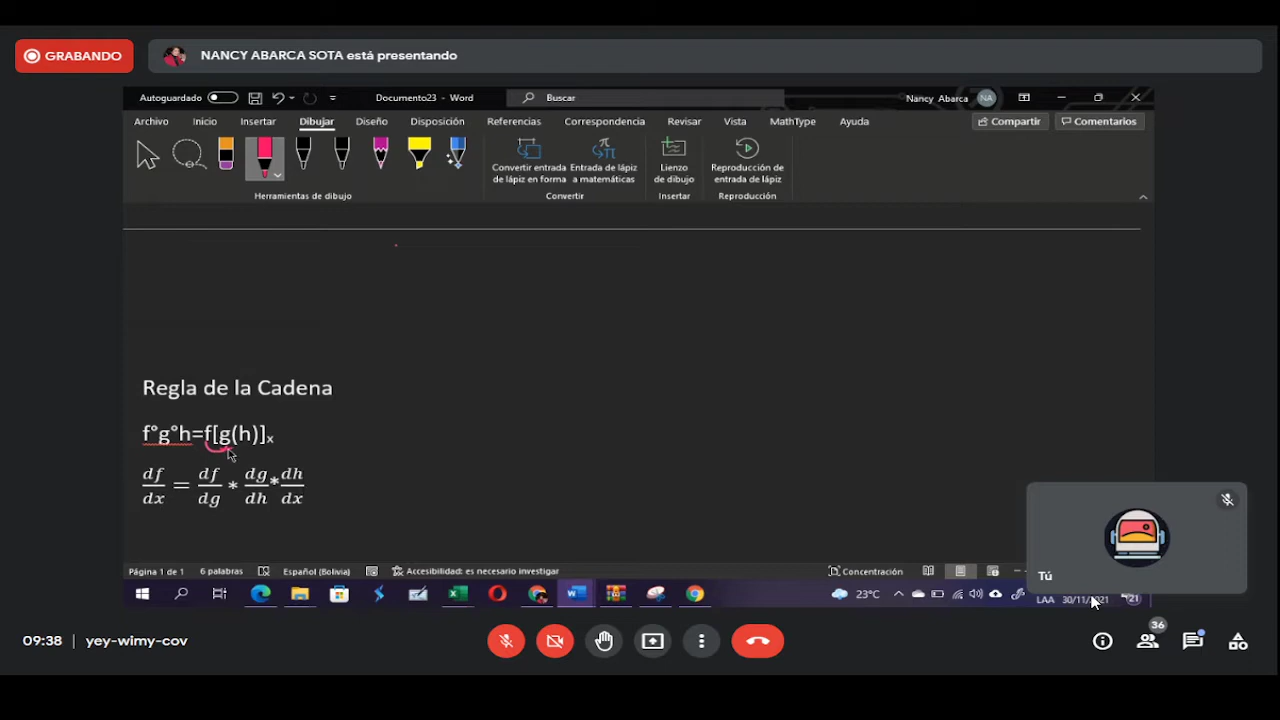 GRABANDO
NANCY ABARCA SOTA está presentando
Autoguardado
Documento23 - Word
Buscar
Nancy Abarca
NA
Archivo Inicio Insertar Dibujar Diseño Disposición Referencias Correspondencia Revisar Vista MathType Ayuda
Compartir
Comentarios
Convertir entrada de lápiz en forma
Entrada de lápiz a matemáticas
Lienzo de dibujo
Reproducción de entrada de lápiz
Herramientas de dibujo
Convertir
Insertar
Reproducción
Regla de la Cadena
f°g°h=f[g(h)]ₓ
df/dx = df/dg * dg/dh * dh/dx
Tú
Página 1 de 1
6 palabras
Español (Bolivia)
Accesibilidad: es necesario investigar
Concentración
23°C
LAA 30/11/2021
21
09:38 | yey-wimy-cov
36